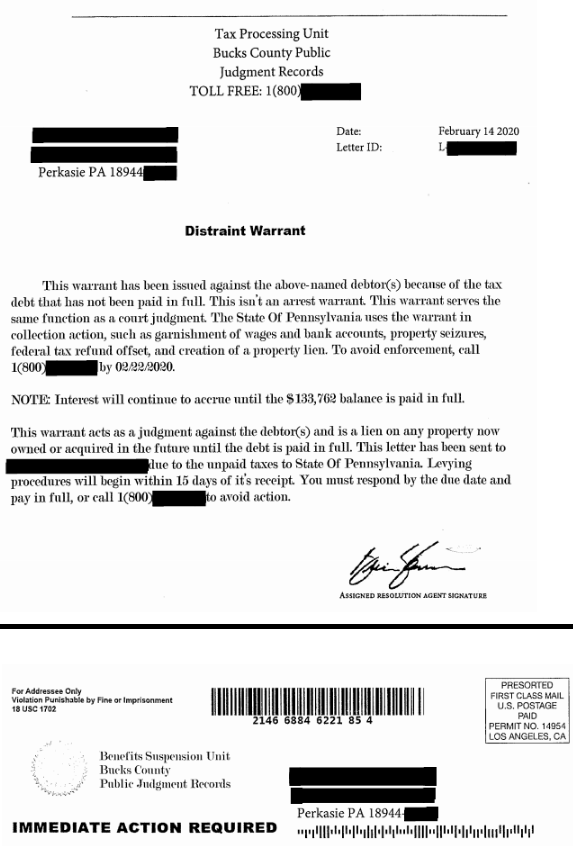 Tax Processing Unit
Bucks County Public
Judgment Records
TOLL FREE: 1(800)
Date: February 14 2020
Letter ID: L
Perkasie PA 18944
Distraint Warrant
This warrant has been issued against the above-named debtor(s) because of the tax
debt that has not been paid in full. This isn't an arrest warrant. This warrant serves the
same function as a court judgment. The State Of Pennsylvania uses the warrant in
collection action, such as garnishment of wages and bank accounts, property seizures,
federal tax refund offset, and creation of a property lien. To avoid enforcement, call
1(800) by 02/22/2020.
NOTE: Interest will continue to accrue until the $133,762 balance is paid in full.
This warrant acts as a judgment against the debtor(s) and is a lien on any property now
owned or acquired in the future until the debt is paid in full. This letter has been sent to
due to the unpaid taxes to State Of Pennsylvania. Levying
procedures will begin within 15 days of it's receipt. You must respond by the due date and
pay in full, or call 1(800) to avoid action.
ASSIGNED RESOLUTION AGENT SIGNATURE
For Addressee Only
Violation Punishable by Fine or Imprisonment
18 USC 1702
2146 6884 6221 85 4
PRESORTED
FIRST CLASS MAIL
U.S. POSTAGE
PAID
PERMIT NO. 14954
LOS ANGELES, CA
Benefits Suspension Unit
Bucks County
Public Judgment Records
Perkasie PA 18944
IMMEDIATE ACTION REQUIRED